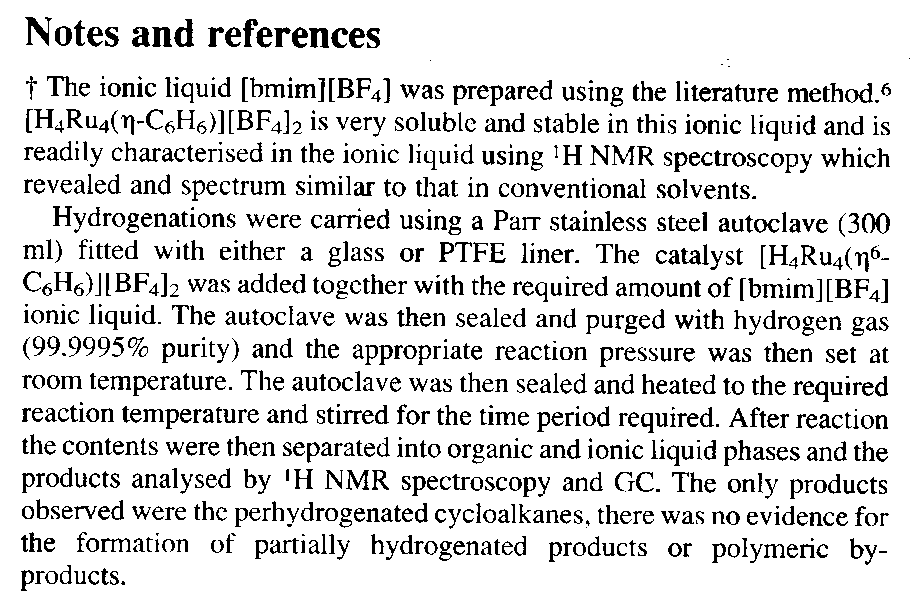 Notes and references
† The ionic liquid [bmim][BF₄] was prepared using the literature method.⁶
[H₄Ru₄(η-C₆H₆)][BF₄]₂ is very soluble and stable in this ionic liquid and is
readily characterised in the ionic liquid using ¹H NMR spectroscopy which
revealed and spectrum similar to that in conventional solvents.
Hydrogenations were carried using a Parr stainless steel autoclave (300
ml) fitted with either a glass or PTFE liner. The catalyst [H₄Ru₄(η⁶-
C₆H₆)][BF₄]₂ was added together with the required amount of [bmim][BF₄]
ionic liquid. The autoclave was then sealed and purged with hydrogen gas
(99.9995% purity) and the appropriate reaction pressure was then set at
room temperature. The autoclave was then sealed and heated to the required
reaction temperature and stirred for the time period required. After reaction
the contents were then separated into organic and ionic liquid phases and the
products analysed by ¹H NMR spectroscopy and GC. The only products
observed were the perhydrogenated cycloalkanes, there was no evidence for
the formation of partially hydrogenated products or polymeric by-
products.